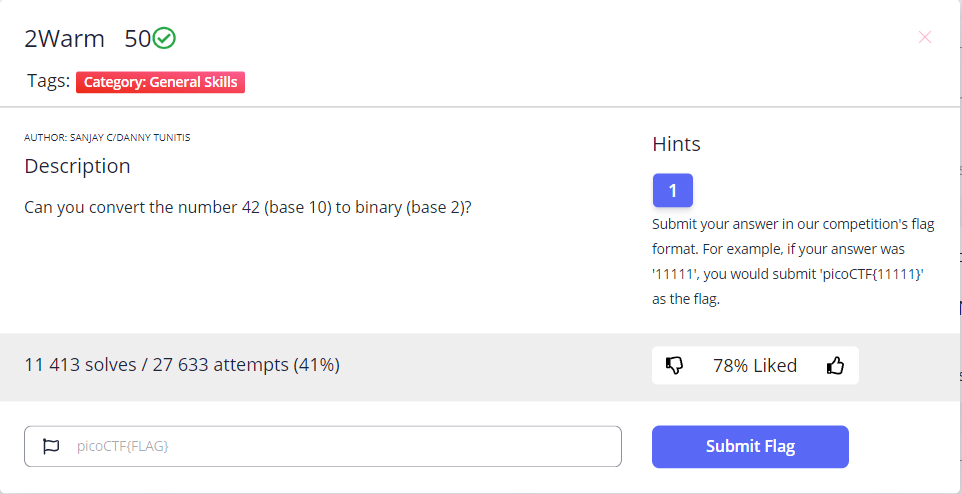 2Warm 50
Tags: Category: General Skills
AUTHOR: SANJAY C/DANNY TUNITIS
Description
Can you convert the number 42 (base 10) to binary (base 2)?
Hints
1
Submit your answer in our competition's flag
format. For example, if your answer was
'11111', you would submit 'picoCTF{11111}'
as the flag.
11 413 solves / 27 633 attempts (41%)
78% Liked
picoCTF{FLAG}
Submit Flag